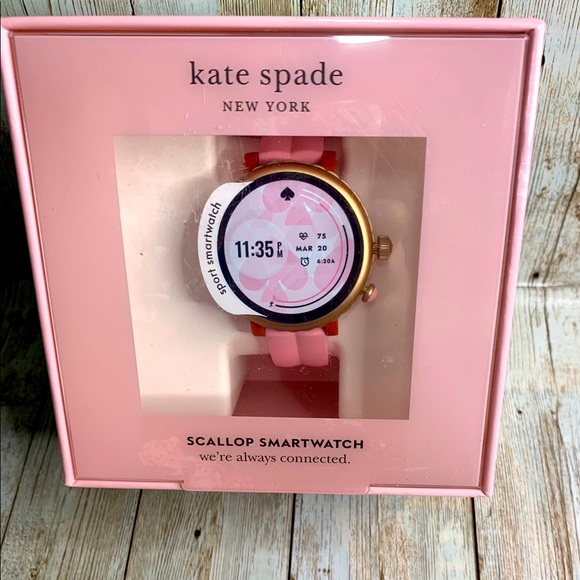 kate spade
NEW YORK
sport smartwatch
11:35 PM
75
MAR 20
6:20A
SCALLOP SMARTWATCH
we're always connected.